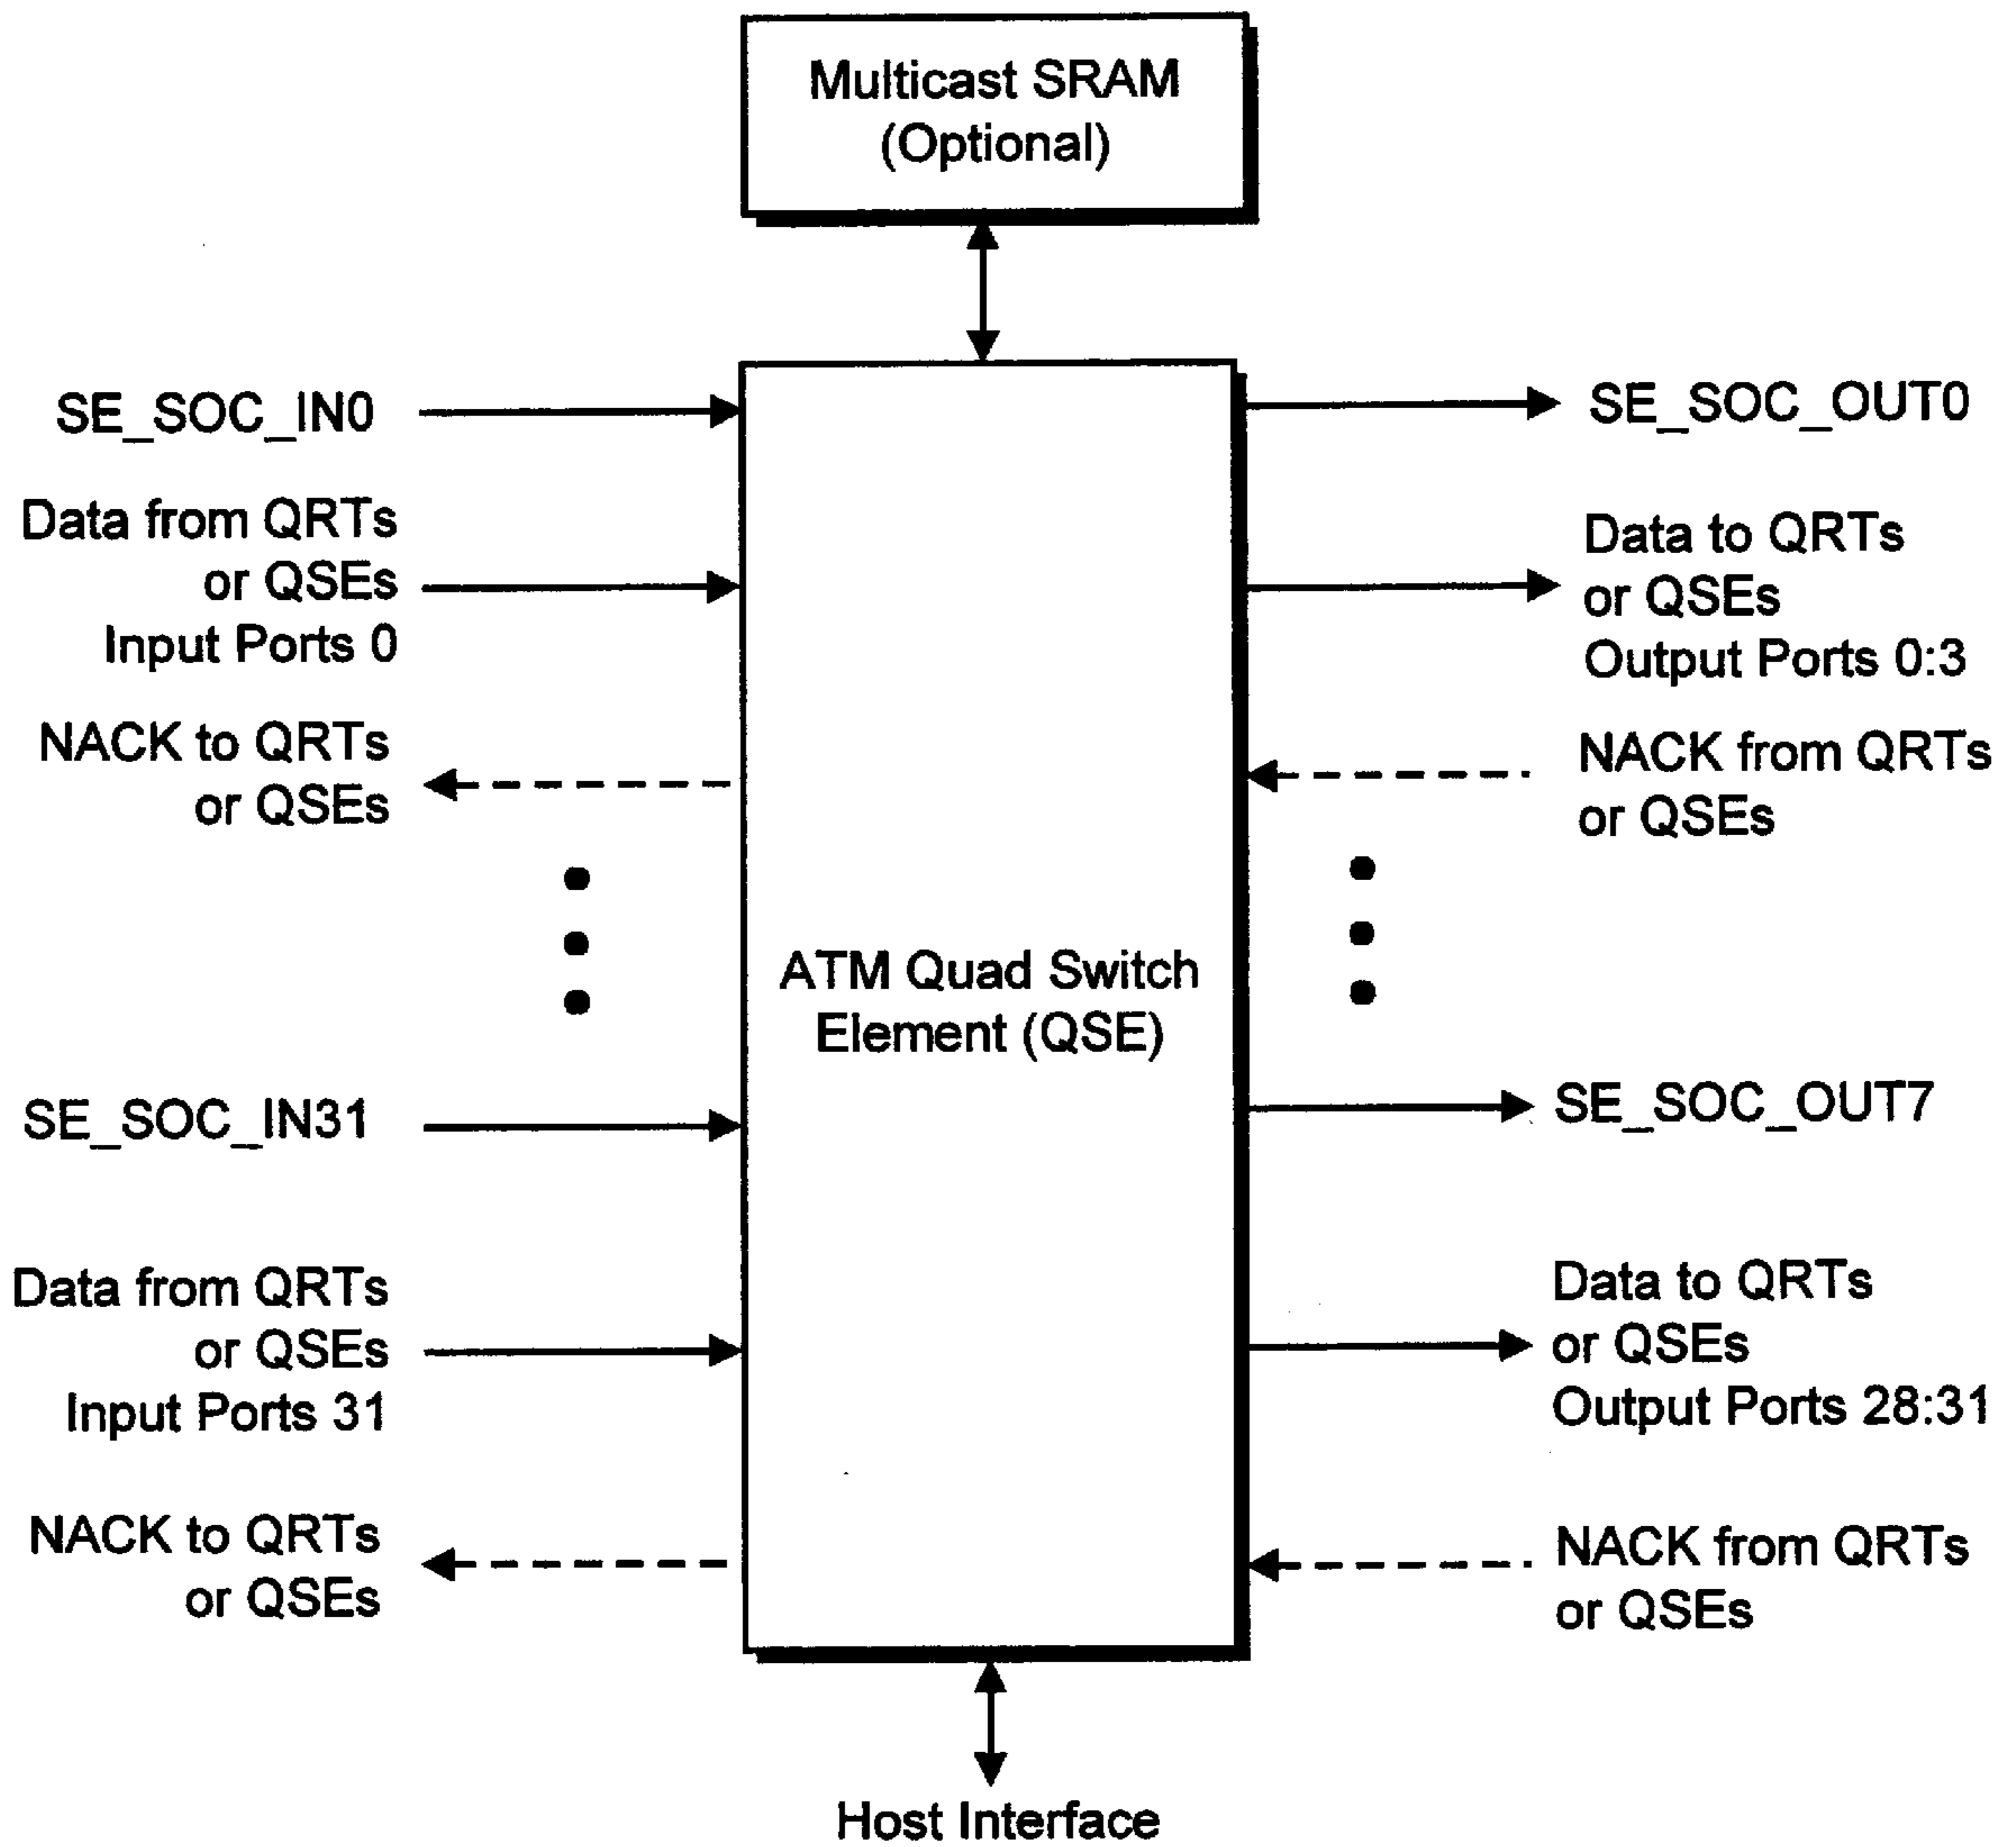 Multicast SRAM
(Optional)
SE_SOC_IN0
Data from QRTs
or QSEs
Input Ports 0
NACK to QRTs
or QSEs
SE_SOC_IN31
Data from QRTs
or QSEs
Input Ports 31
NACK to QRTs
or QSEs
ATM Quad Switch
Element (QSE)
SE_SOC_OUT0
Data to QRTs
or QSEs
Output Ports 0:3
NACK from QRTs
or QSEs
SE_SOC_OUT7
Data to QRTs
or QSEs
Output Ports 28:31
NACK from QRTs
or QSEs
Host Interface